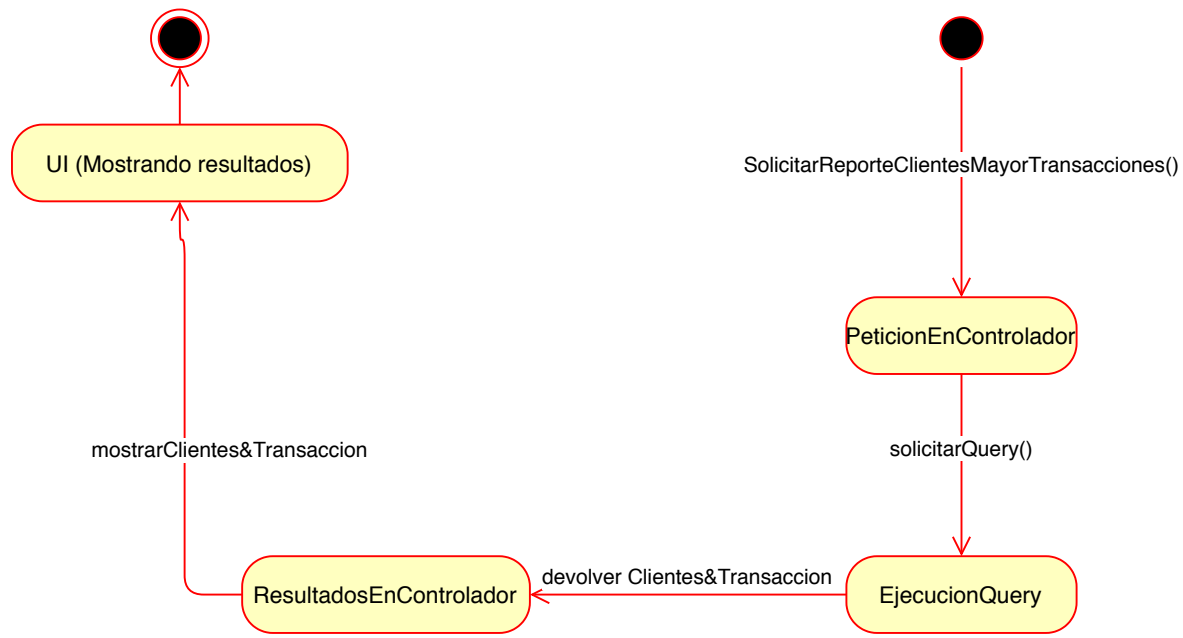 UI (Mostrando resultados)
SolicitarReporteClientesMayorTransacciones()
PeticionEnControlador
mostrarClientes&Transaccion
solicitarQuery()
devolver Clientes&Transaccion
ResultadosEnControlador
EjecucionQuery